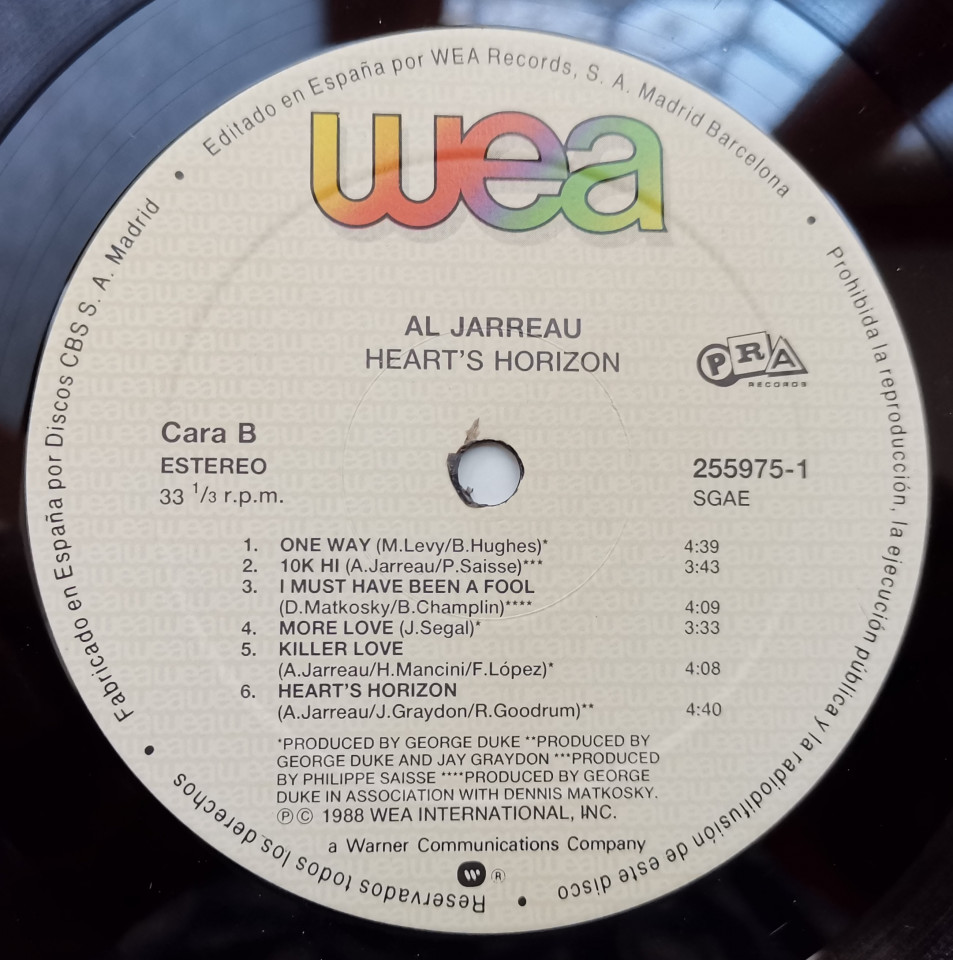 Editado en España por WEA Records, S. A. Madrid Barcelona
wea
AL JARREAU
HEART'S HORIZON
PRA
RECORDS
Cara B
ESTEREO
33 1/3 r.p.m.
255975-1
SGAE
1. ONE WAY (M.Levy/B.Hughes)* 4:39
2. 10K HI (A.Jarreau/P.Saisse)*** 3:43
3. I MUST HAVE BEEN A FOOL
(D.Matkosky/B.Champlin)**** 4:09
4. MORE LOVE (J.Segal)* 3:33
5. KILLER LOVE
(A.Jarreau/H.Mancini/F.López)* 4:08
6. HEART'S HORIZON
(A.Jarreau/J.Graydon/R.Goodrum)** 4:40
*PRODUCED BY GEORGE DUKE **PRODUCED BY
GEORGE DUKE AND JAY GRAYDON ***PRODUCED
BY PHILIPPE SAISSE ****PRODUCED BY GEORGE
DUKE IN ASSOCIATION WITH DENNIS MATKOSKY.
Ⓟ© 1988 WEA INTERNATIONAL, INC.
a Warner Communications Company
®
Prohibida la reproducción, la ejecución pública y la radiodifusión de este disco
Reservados todos los derechos
Fabricado en España por Discos CBS S. A. Madrid